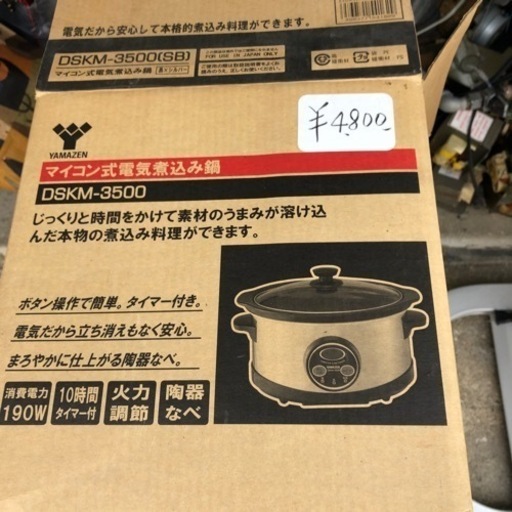 電気だから安心して本格的煮込み料理ができます。
DSKM-3500(SB)
マイコン式電気煮込み鍋
黒×シルバー
FOR USE IN JAPAN ONLY
¥4,800.
YAMAZEN
マイコン式電気煮込み鍋
DSKM-3500
じっくりと時間をかけて素材のうまみが溶け込
んだ本物の煮込み料理ができます。
ボタン操作で簡単。タイマー付き。
電気だから立ち消えもなく安心。
まろやかに仕上がる陶器なべ。
消費電力
190W
10時間
タイマー付
火力
調節
陶器
なべ